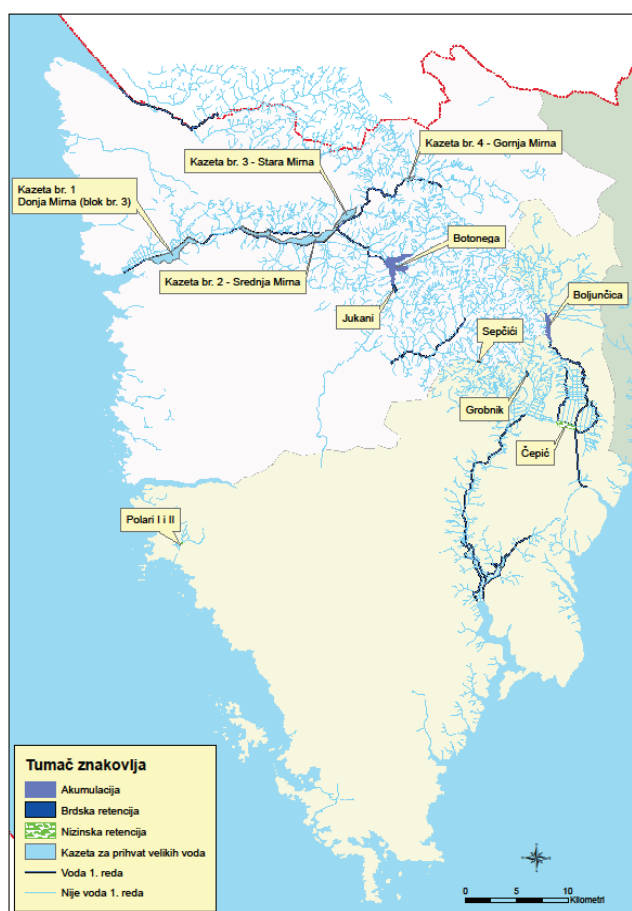 Kazeta br. 4 - Gornja Mirna
Kazeta br. 3 - Stara Mirna
Kazeta br. 1
Donja Mirna (blok br. 3)
Botonega
Kazeta br. 2 - Srednja Mirna
Boljunčica
Jukani
Sepčići
Grobnik
Čepić
Polari I i II
Tumač znakovlja
Akumulacija
Brdska retencija
Nizinska retencija
Kazeta za prihvat velikih voda
Voda 1. reda
Nije voda 1. reda
0 5 10
Kilometri